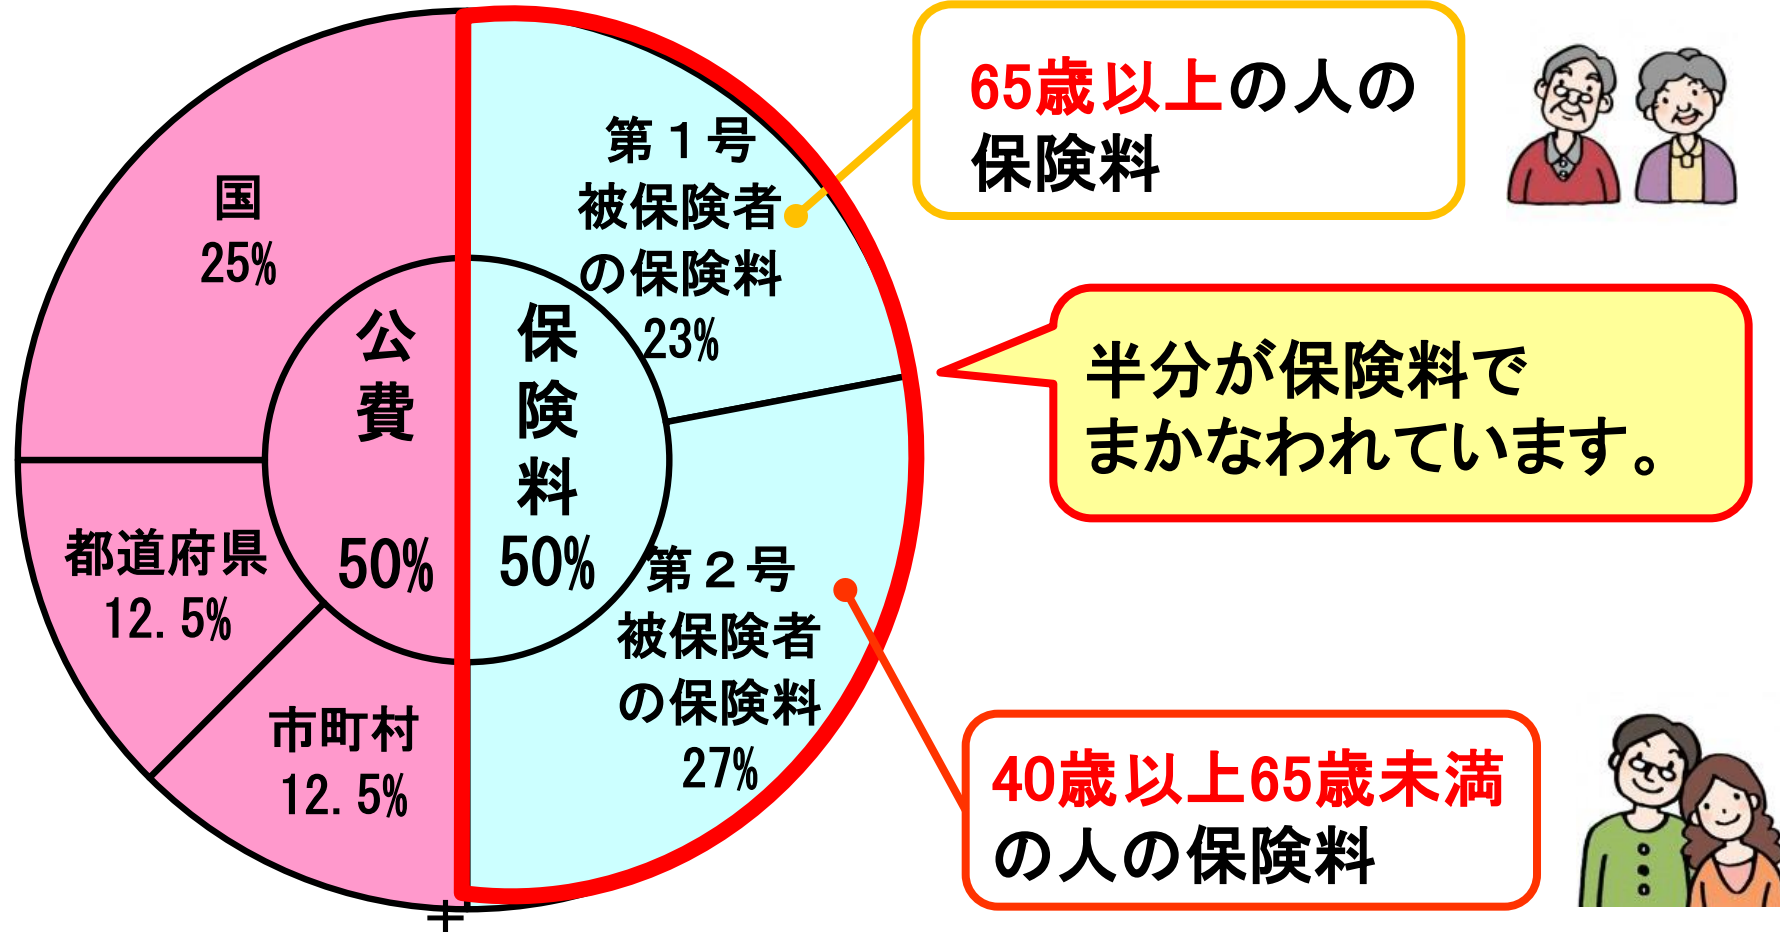 国
25%
都道府県
12.5%
市町村
12.5%
公費
50%
保険料
50%
第１号
被保険者
の保険料
23%
第２号
被保険者
の保険料
27%
65歳以上の人の
保険料
半分が保険料で
まかなわれています。
40歳以上65歳未満
の人の保険料